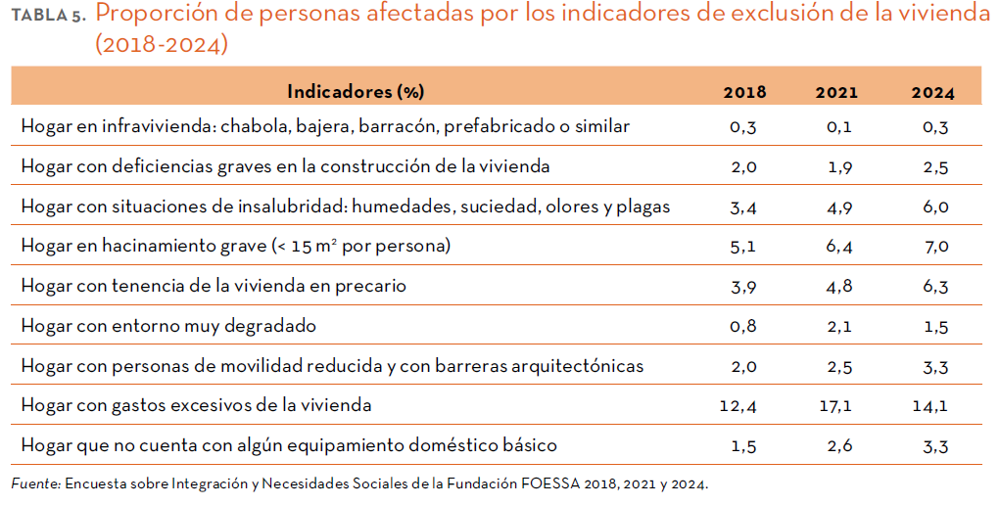 TABLA 5. Proporción de personas afectadas por los indicadores de exclusión de la vivienda
(2018-2024)
Indicadores (%) 2018 2021 2024
Hogar en infravivienda: chabola, bajera, barracón, prefabricado o similar 0,3 0,1 0,3
Hogar con deficiencias graves en la construcción de la vivienda 2,0 1,9 2,5
Hogar con situaciones de insalubridad: humedades, suciedad, olores y plagas 3,4 4,9 6,0
Hogar en hacinamiento grave (< 15 m² por persona) 5,1 6,4 7,0
Hogar con tenencia de la vivienda en precario 3,9 4,8 6,3
Hogar con entorno muy degradado 0,8 2,1 1,5
Hogar con personas de movilidad reducida y con barreras arquitectónicas 2,0 2,5 3,3
Hogar con gastos excesivos de la vivienda 12,4 17,1 14,1
Hogar que no cuenta con algún equipamiento doméstico básico 1,5 2,6 3,3
Fuente: Encuesta sobre Integración y Necesidades Sociales de la Fundación FOESSA 2018, 2021 y 2024.